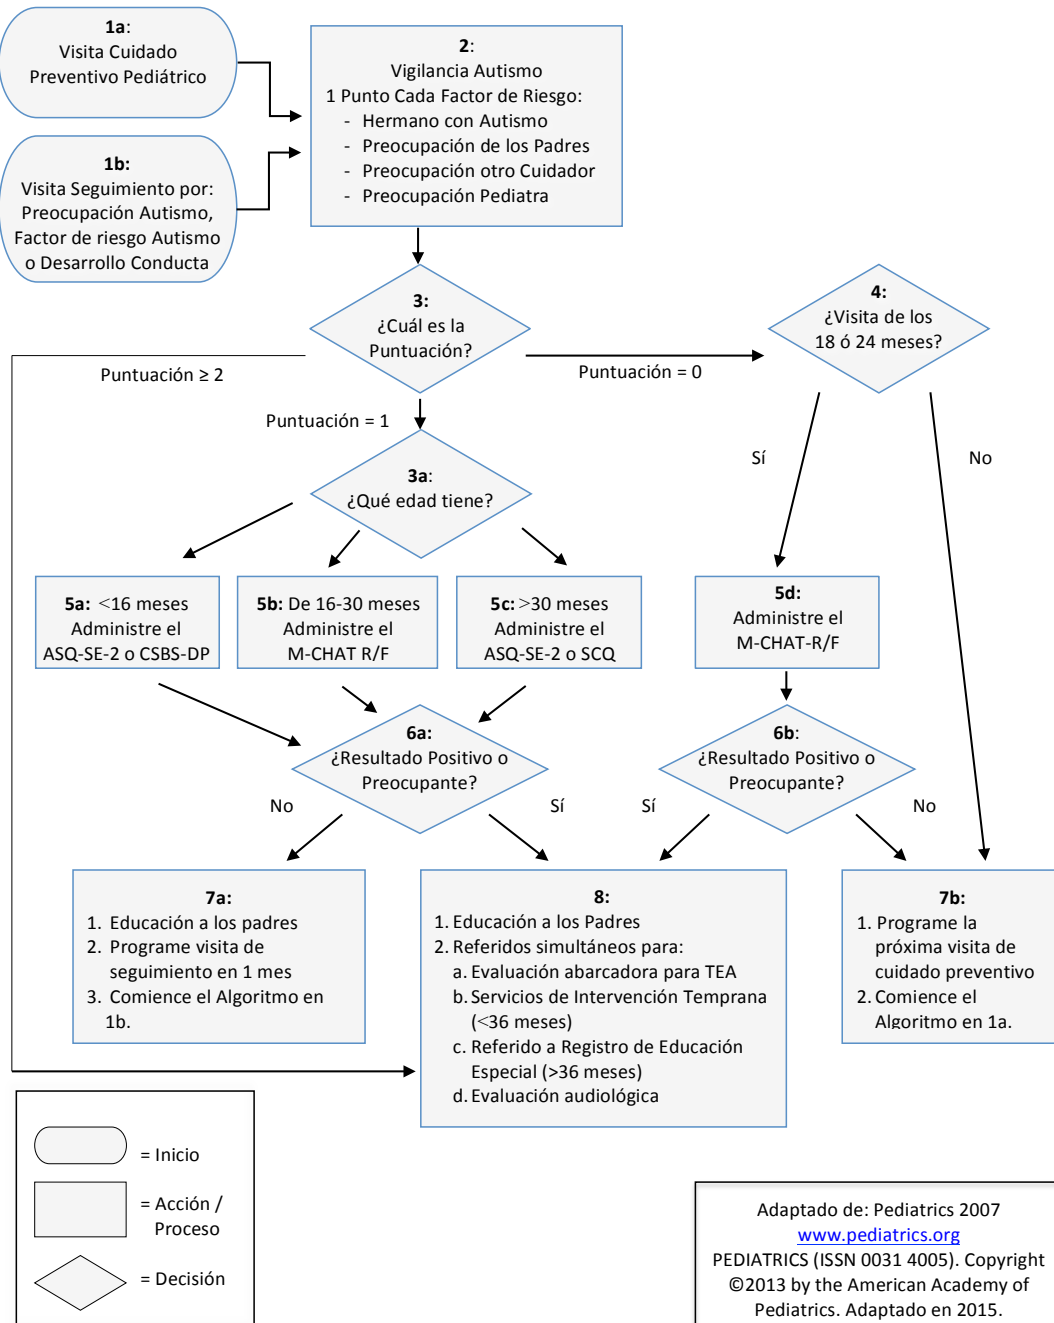 1a:
Visita Cuidado
Preventivo Pediátrico
1b:
Visita Seguimiento por:
Preocupación Autismo,
Factor de riesgo Autismo
o Desarrollo Conducta
2:
Vigilancia Autismo
1 Punto Cada Factor de Riesgo:
- Hermano con Autismo
- Preocupación de los Padres
- Preocupación otro Cuidador
- Preocupación Pediatra
3:
¿Cuál es la
Puntuación?
4:
¿Visita de los
18 ó 24 meses?
Puntuación ≥ 2
Puntuación = 0
Puntuación = 1
3a:
¿Qué edad tiene?
Sí
No
5a: <16 meses
Administre el
ASQ-SE-2 o CSBS-DP
5b: De 16-30 meses
Administre el
M-CHAT R/F
5c: >30 meses
Administre el
ASQ-SE-2 o SCQ
5d:
Administre el
M-CHAT-R/F
6a:
¿Resultado Positivo o
Preocupante?
6b:
¿Resultado Positivo o
Preocupante?
No
Sí
Sí
No
7a:
1. Educación a los padres
2. Programe visita de
seguimiento en 1 mes
3. Comience el Algoritmo en
1b.
8:
1. Educación a los Padres
2. Referidos simultáneos para:
a. Evaluación abarcadora para TEA
b. Servicios de Intervención Temprana
(<36 meses)
c. Referido a Registro de Educación
Especial (>36 meses)
d. Evaluación audiológica
7b:
1. Programe la
próxima visita de
cuidado preventivo
2. Comience el
Algoritmo en 1a.
= Inicio
= Acción /
Proceso
= Decisión
Adaptado de: Pediatrics 2007
www.pediatrics.org
PEDIATRICS (ISSN 0031 4005). Copyright
©2013 by the American Academy of
Pediatrics. Adaptado en 2015.